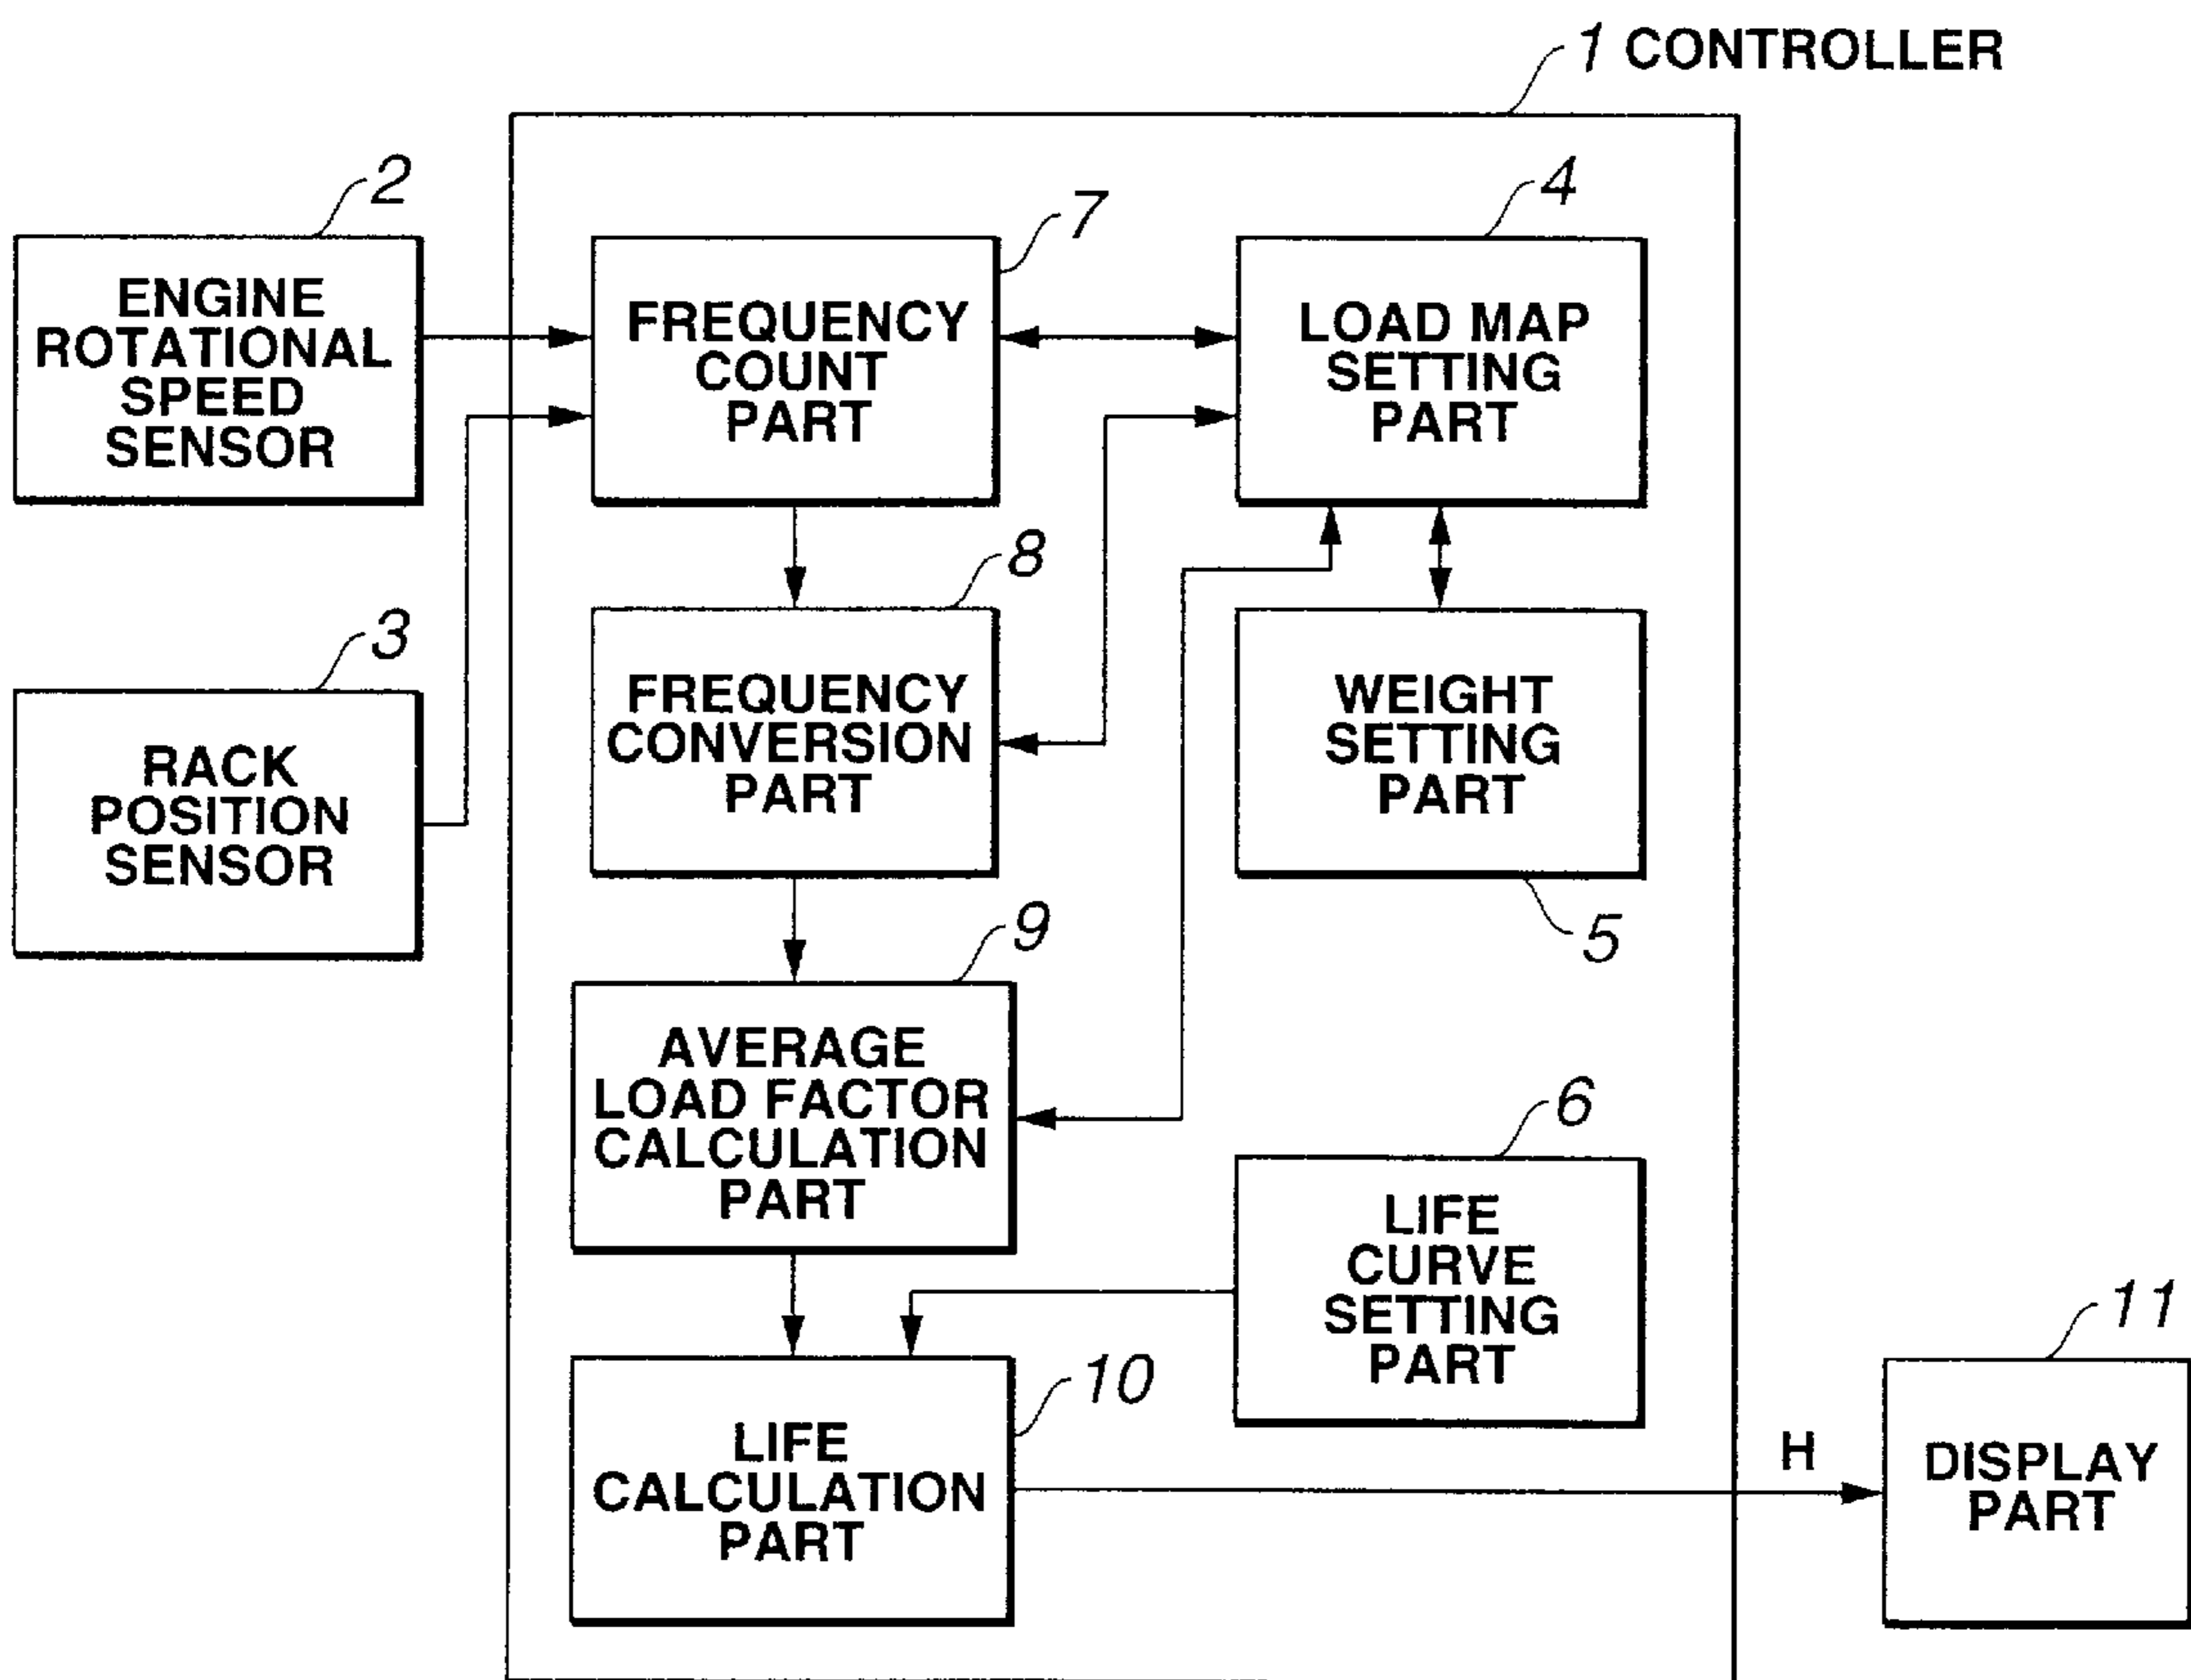 1 CONTROLLER
2
7
4
ENGINE
ROTATIONAL
SPEED
SENSOR
FREQUENCY
COUNT
PART
LOAD MAP
SETTING
PART
3
8
RACK
POSITION
SENSOR
FREQUENCY
CONVERSION
PART
WEIGHT
SETTING
PART
5
9
AVERAGE
LOAD FACTOR
CALCULATION
PART
6
LIFE
CURVE
SETTING
PART
10
LIFE
CALCULATION
PART
H
11
DISPLAY
PART